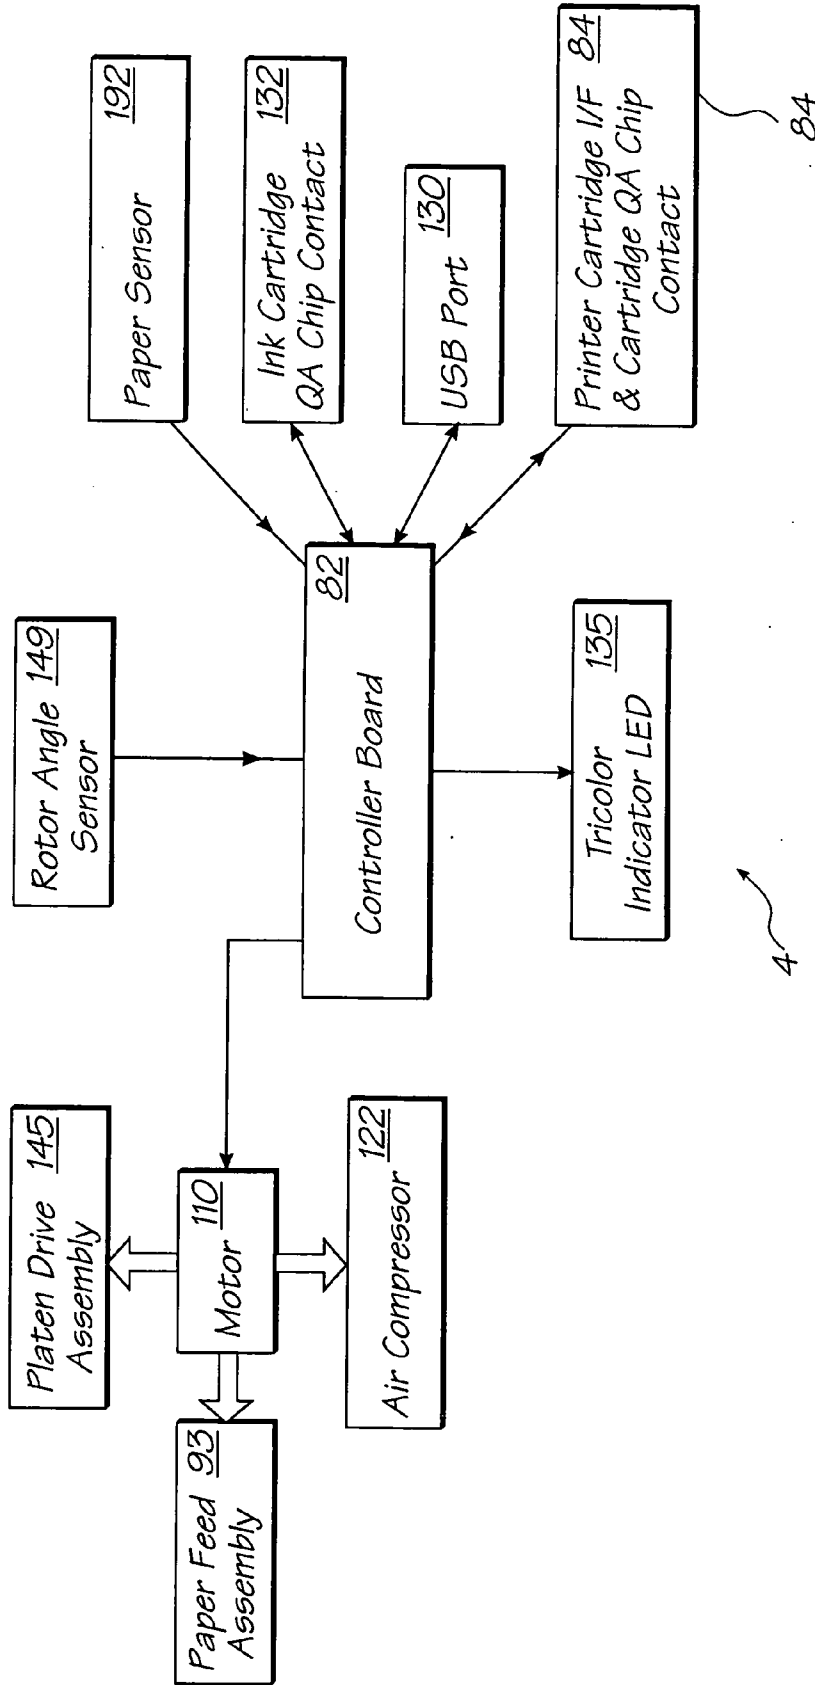 Platen Drive 145
Assembly
Rotor Angle 149
Sensor
Paper Sensor 192
Paper Feed 93
Assembly
Motor 110
Ink Cartridge 132
QA Chip Contact
Controller Board 82
Air Compressor 122
USB Port 130
Tricolor 135
Indicator LED
Printer Cartridge I/F 84
& Cartridge QA Chip
Contact
84
4